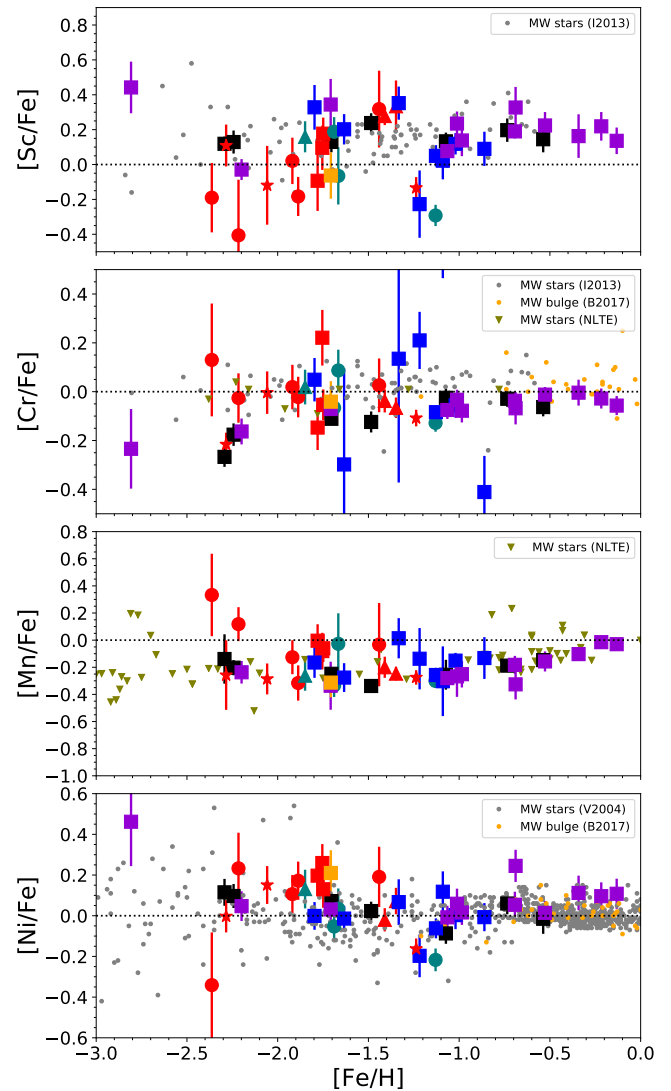 0.8
0.6
0.4
0.2
0.0
−0.2
−0.4
[Sc/Fe]
MW stars (I2013)
0.4
0.2
0.0
−0.2
−0.4
[Cr/Fe]
MW stars (I2013)
MW bulge (B2017)
MW stars (NLTE)
0.6
0.4
0.2
0.0
−0.2
−0.4
−0.6
−0.8
−1.0
[Mn/Fe]
MW stars (NLTE)
0.6
0.4
0.2
0.0
−0.2
−0.4
−0.6
[Ni/Fe]
MW stars (V2004)
MW bulge (B2017)
−3.0 −2.5 −2.0 −1.5 −1.0 −0.5 0.0
[Fe/H]